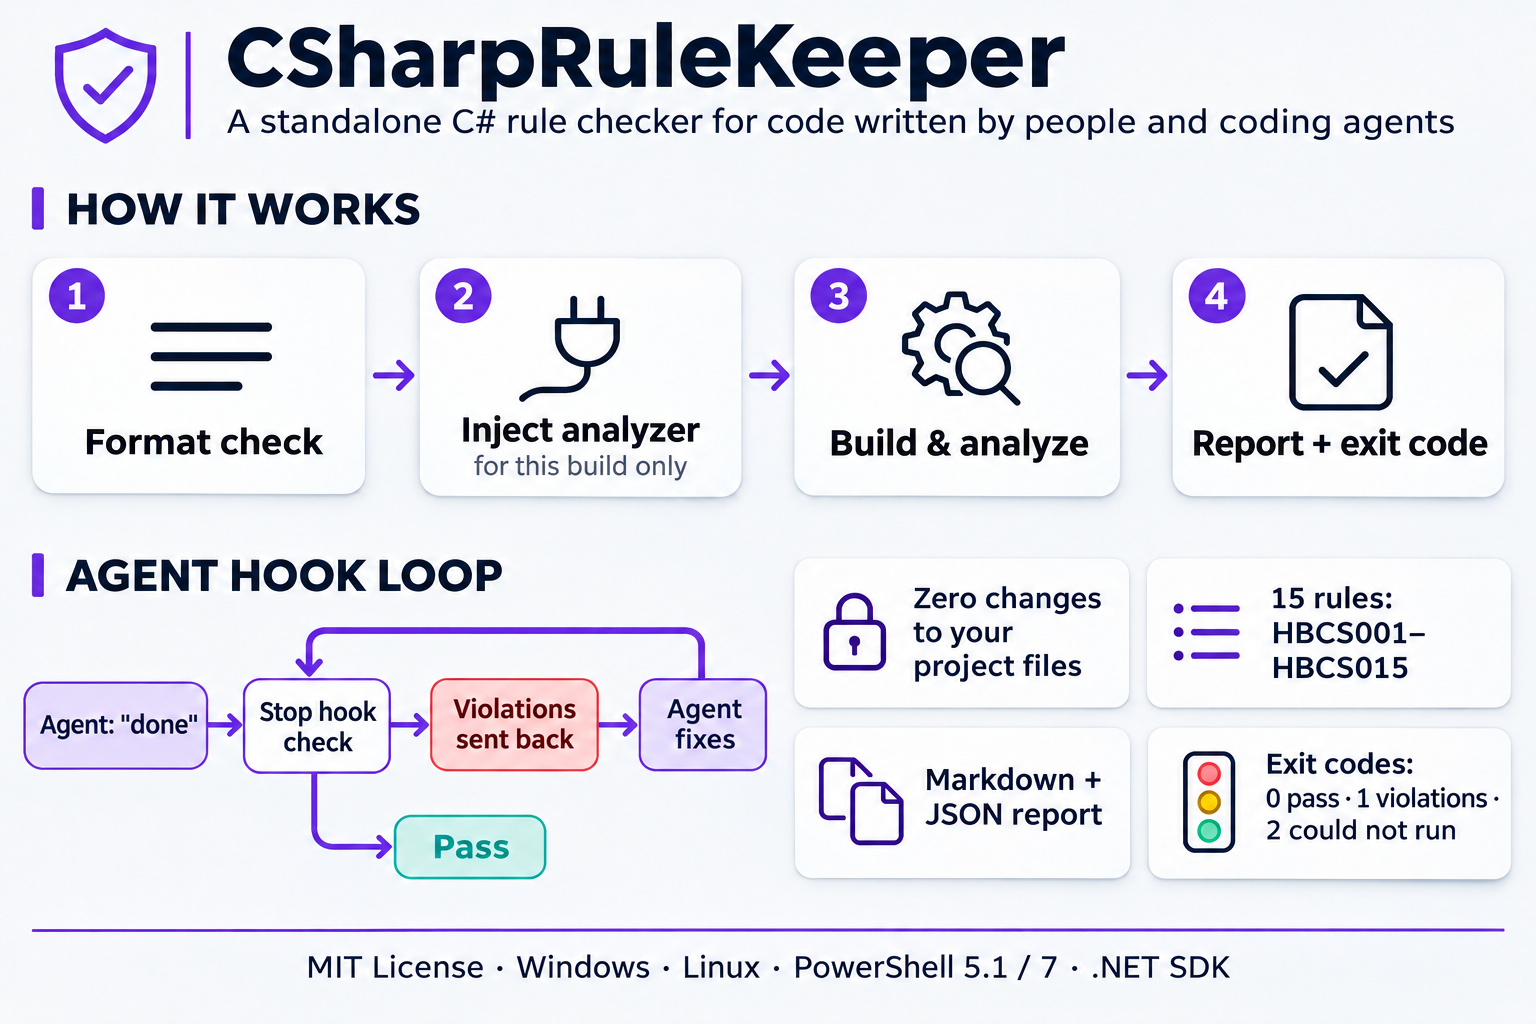 CSharpRuleKeeper
A standalone C# rule checker for code written by people and coding agents
HOW IT WORKS
1
Format check
2
Inject analyzer
for this build only
3
Build & analyze
4
Report + exit code
AGENT HOOK LOOP
Agent: "done"
Stop hook
check
Violations
sent back
Agent
fixes
Pass
Zero changes
to your
project files
15 rules:
HBCS001–
HBCS015
Markdown +
JSON report
Exit codes:
0 pass · 1 violations ·
2 could not run
MIT License · Windows · Linux · PowerShell 5.1 / 7 · .NET SDK